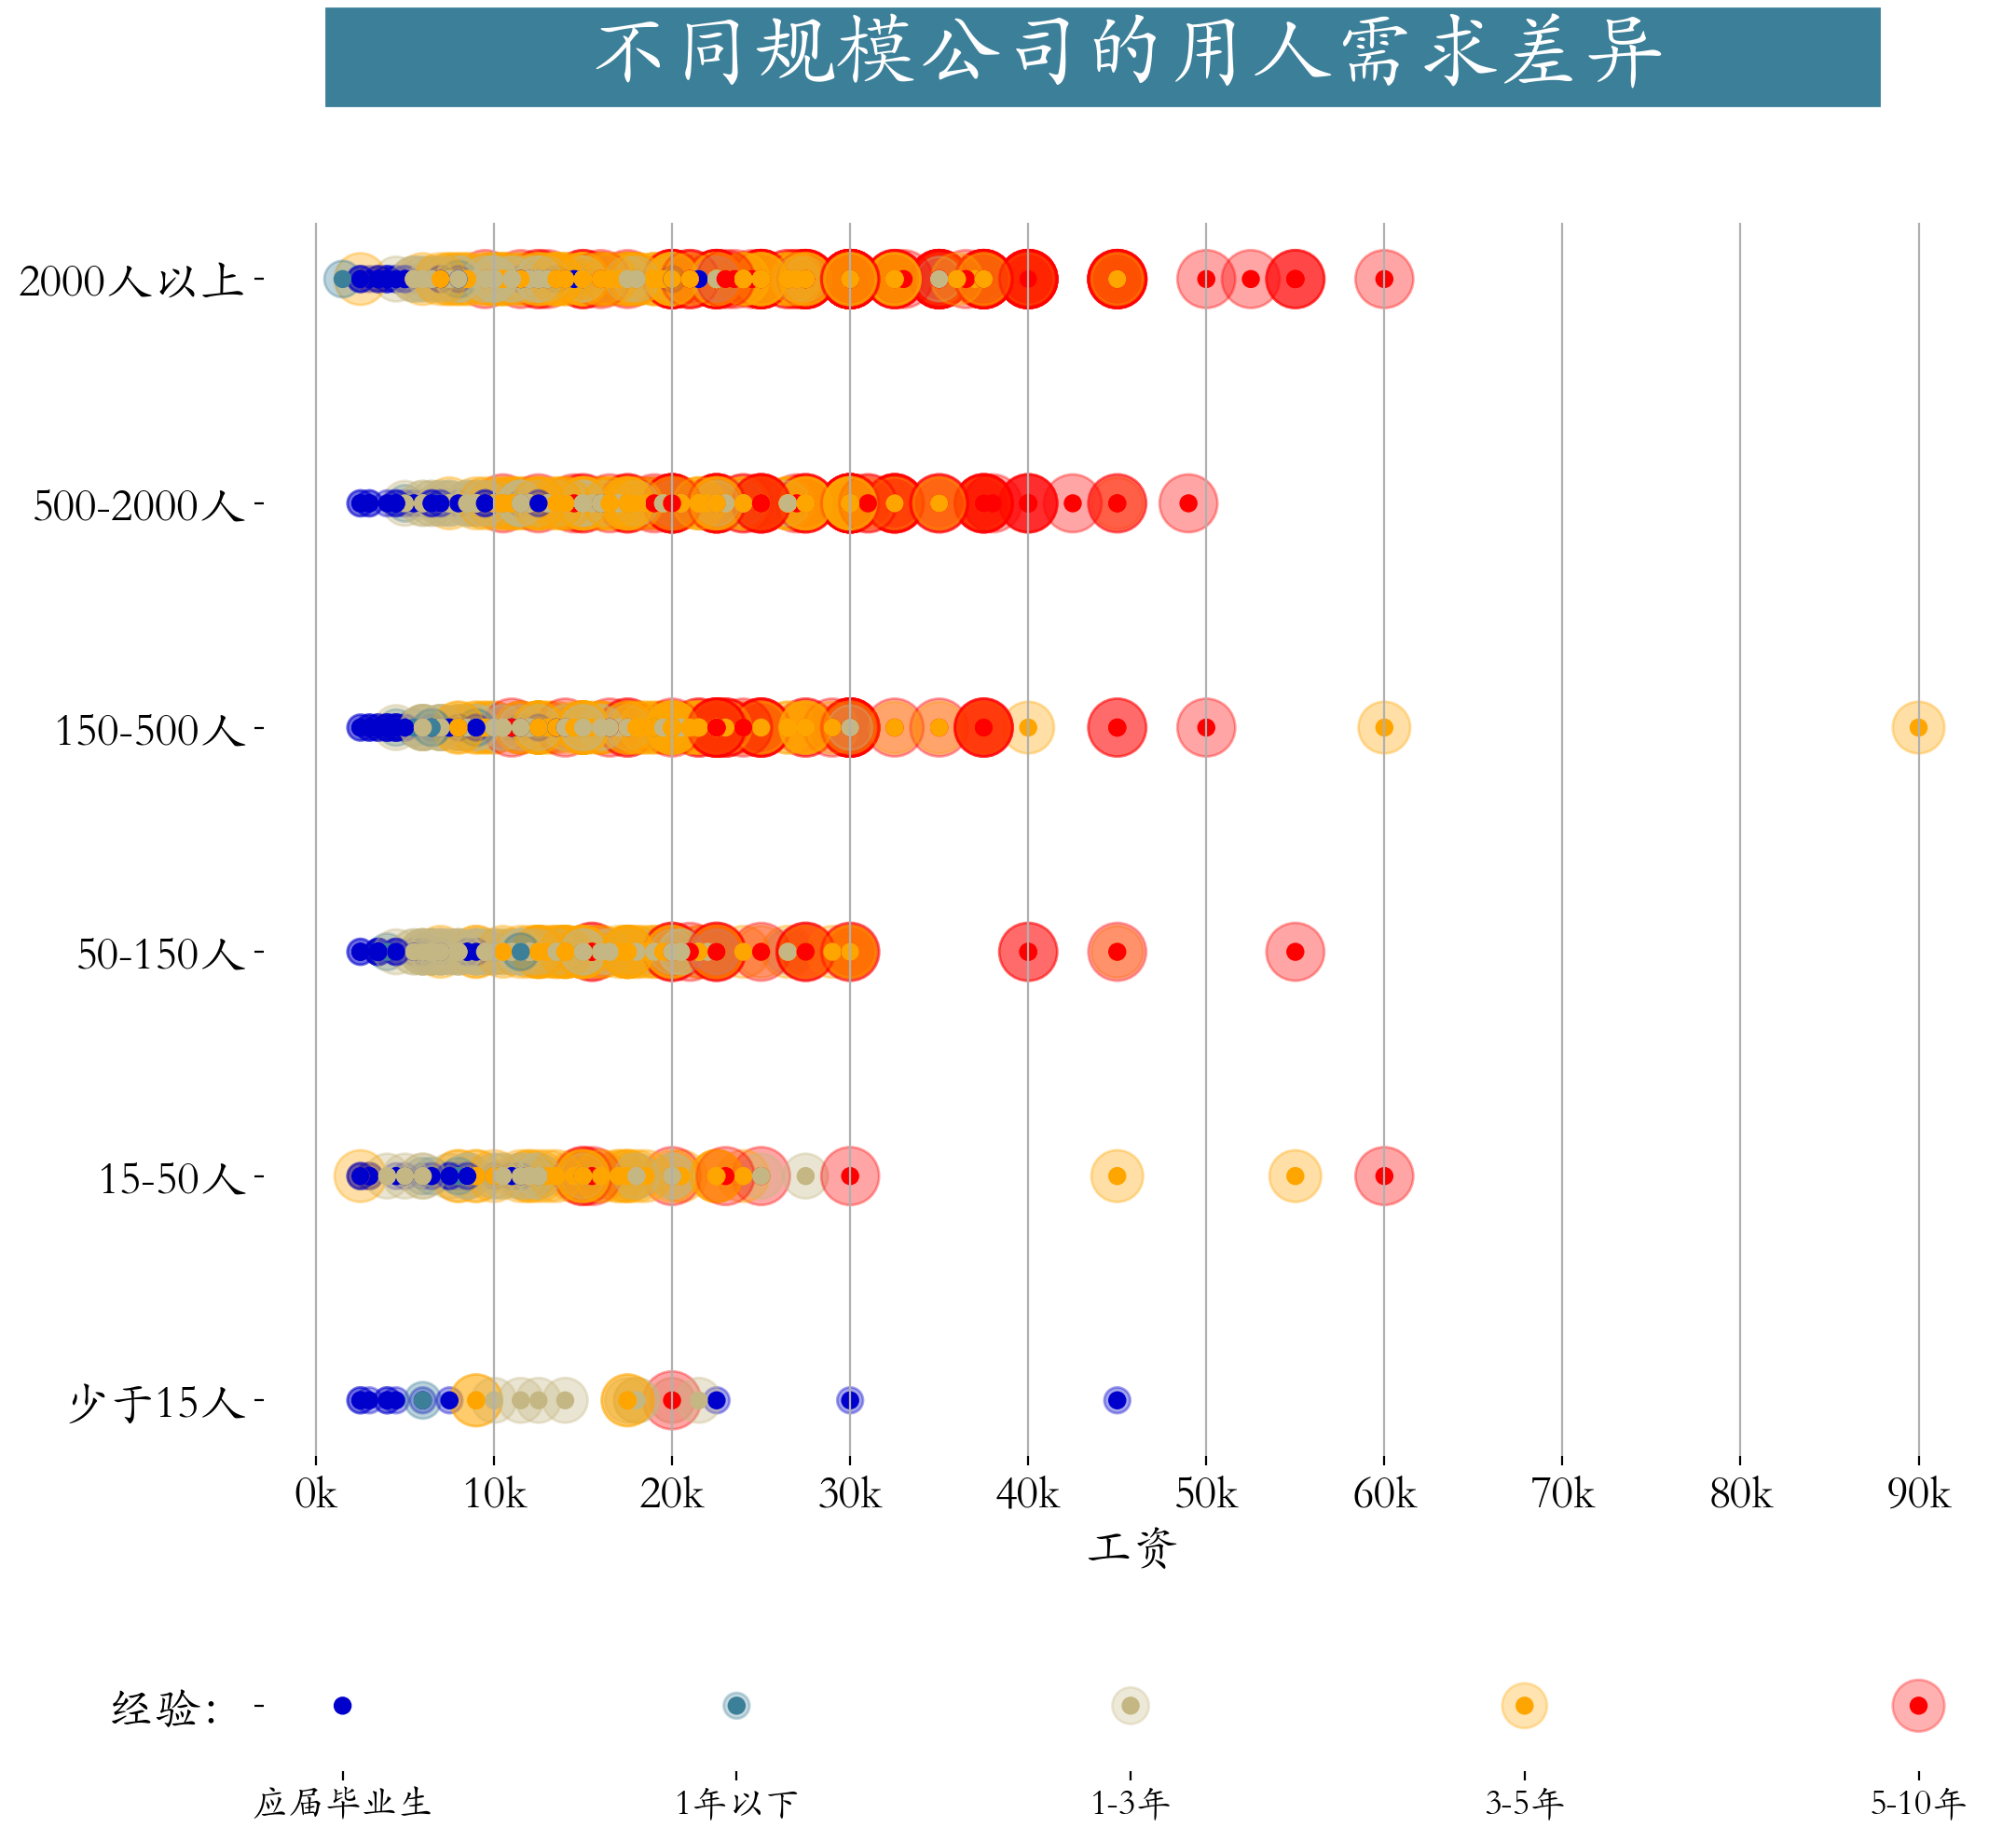 不同规模公司的用人需求差异
2000人以上
500-2000人
150-500人
50-150人
15-50人
少于15人
0k 10k 20k 30k 40k 50k 60k 70k 80k 90k
工资
经验：
应届毕业生 1年以下 1-3年 3-5年 5-10年